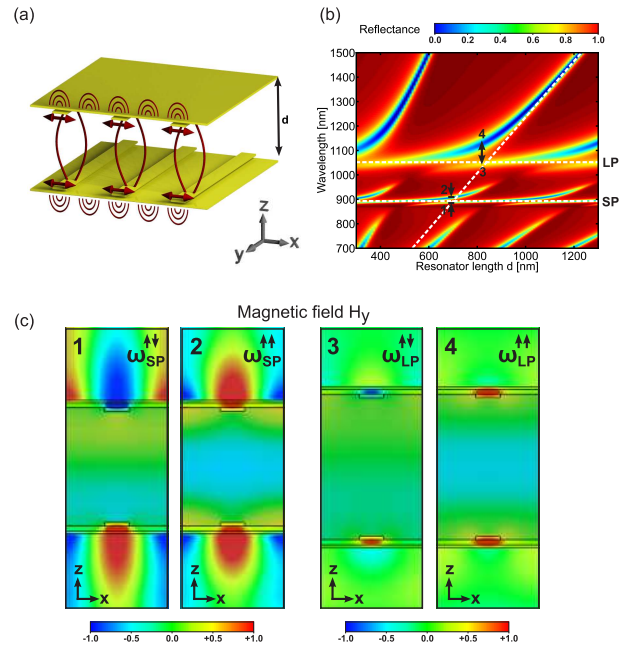 (a)
d
z
y
x
(b)
Reflectance
0.0 0.2 0.4 0.6 0.8 1.0
Wavelength [nm]
1500
1400
1300
1200
1100
1000
900
800
700
4
3
2
1
LP
SP
400 600 800 1000 1200
Resonator length d [nm]
(c)
Magnetic field Hy
1 ωSP↑↓
2 ωSP↑↑
3 ωLP↑↓
4 ωLP↑↑
z x
z x
z x
z x
-1.0 -0.5 0.0 +0.5 +1.0
-1.0 -0.5 0.0 +0.5 +1.0